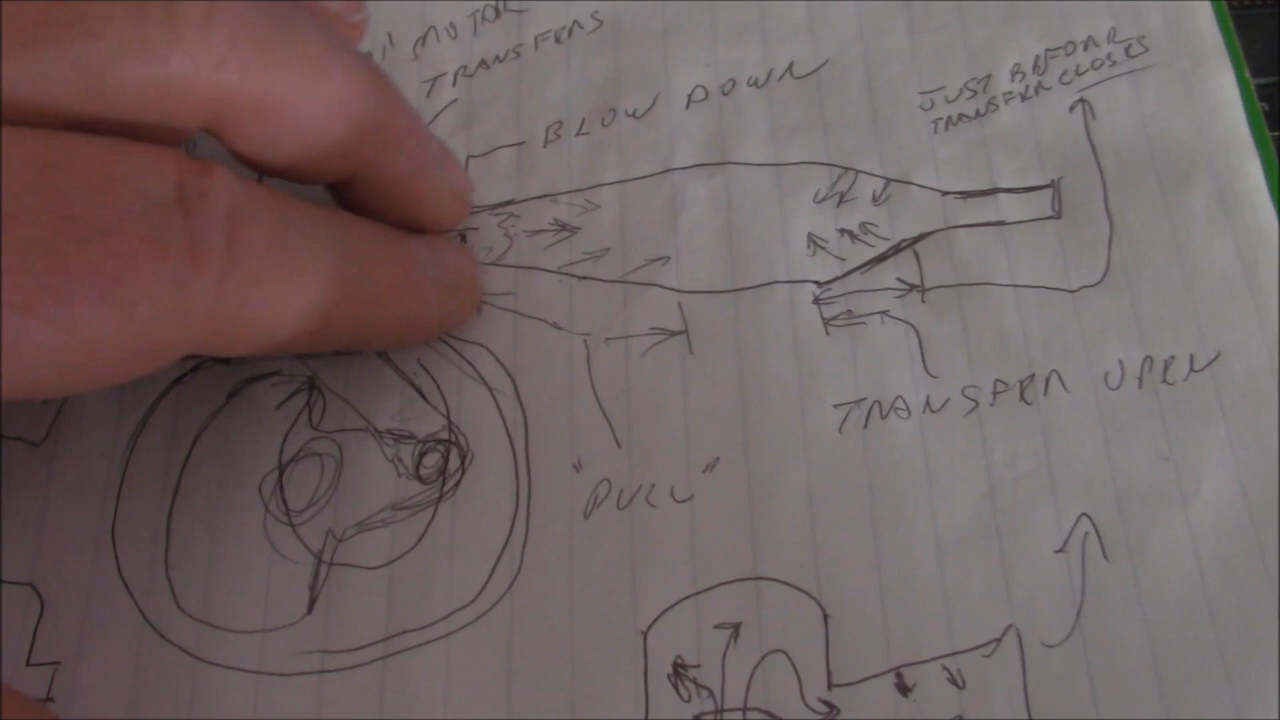 MOTOR
TRANSFERS
BLOW DOWN
JUST BEFORE
TRANSFER CLOSES
TRANSFER OPEN
"PULL"